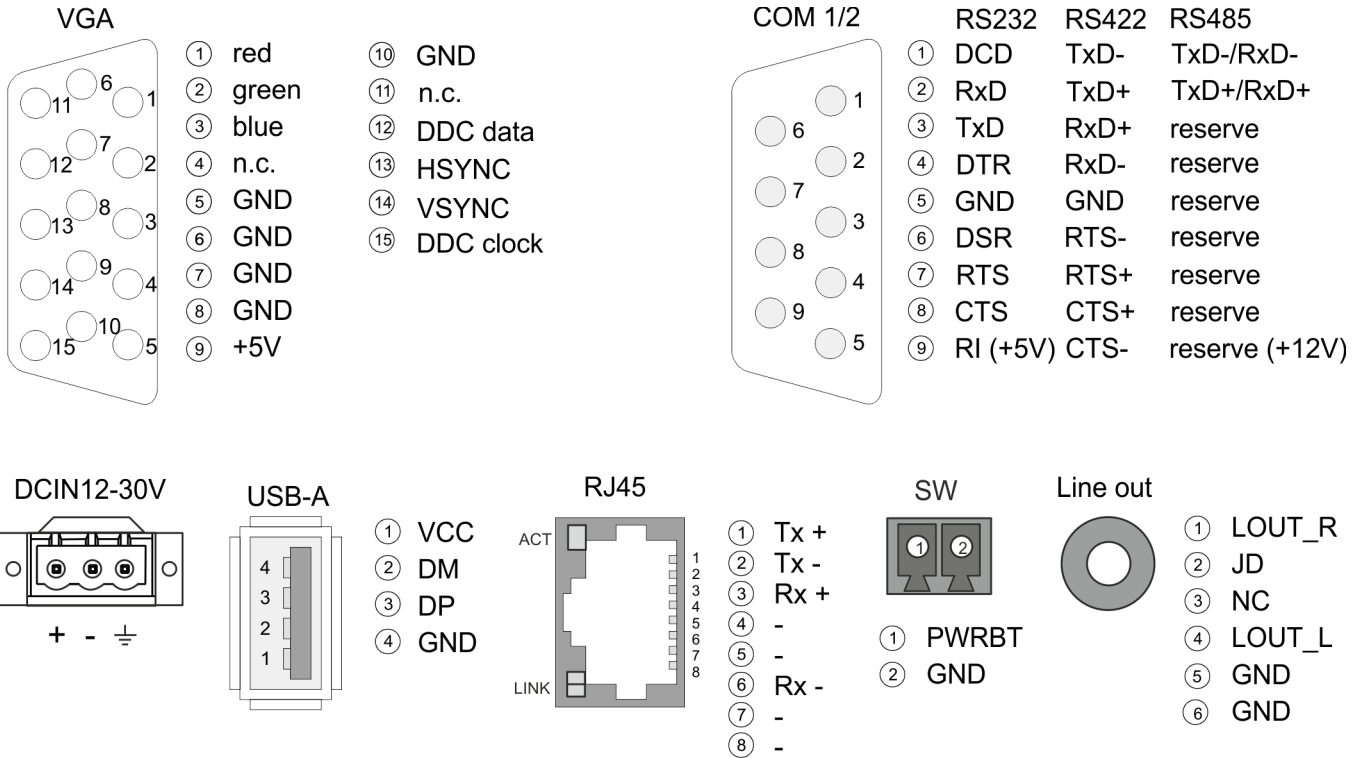 VGA
6
11
1
7
12
2
8
13
3
9
14
4
10
15
5
1 red
2 green
3 blue
4 n.c.
5 GND
6 GND
7 GND
8 GND
9 +5V
10 GND
11 n.c.
12 DDC data
13 HSYNC
14 VSYNC
15 DDC clock
COM 1/2
1
6
2
7
3
8
4
9
5
RS232 RS422 RS485
1 DCD TxD- TxD-/RxD-
2 RxD TxD+ TxD+/RxD+
3 TxD RxD+ reserve
4 DTR RxD- reserve
5 GND GND reserve
6 DSR RTS- reserve
7 RTS RTS+ reserve
8 CTS CTS+ reserve
9 RI (+5V) CTS- reserve (+12V)
DCIN12-30V
+ -
USB-A
4
3
2
1
1 VCC
2 DM
3 DP
4 GND
RJ45
ACT
LINK
1
2
3
4
5
6
7
8
1 Tx +
2 Tx -
3 Rx +
4 -
5 -
6 Rx -
7 -
8 -
SW
1 2
1 PWRBT
2 GND
Line out
1 LOUT_R
2 JD
3 NC
4 LOUT_L
5 GND
6 GND